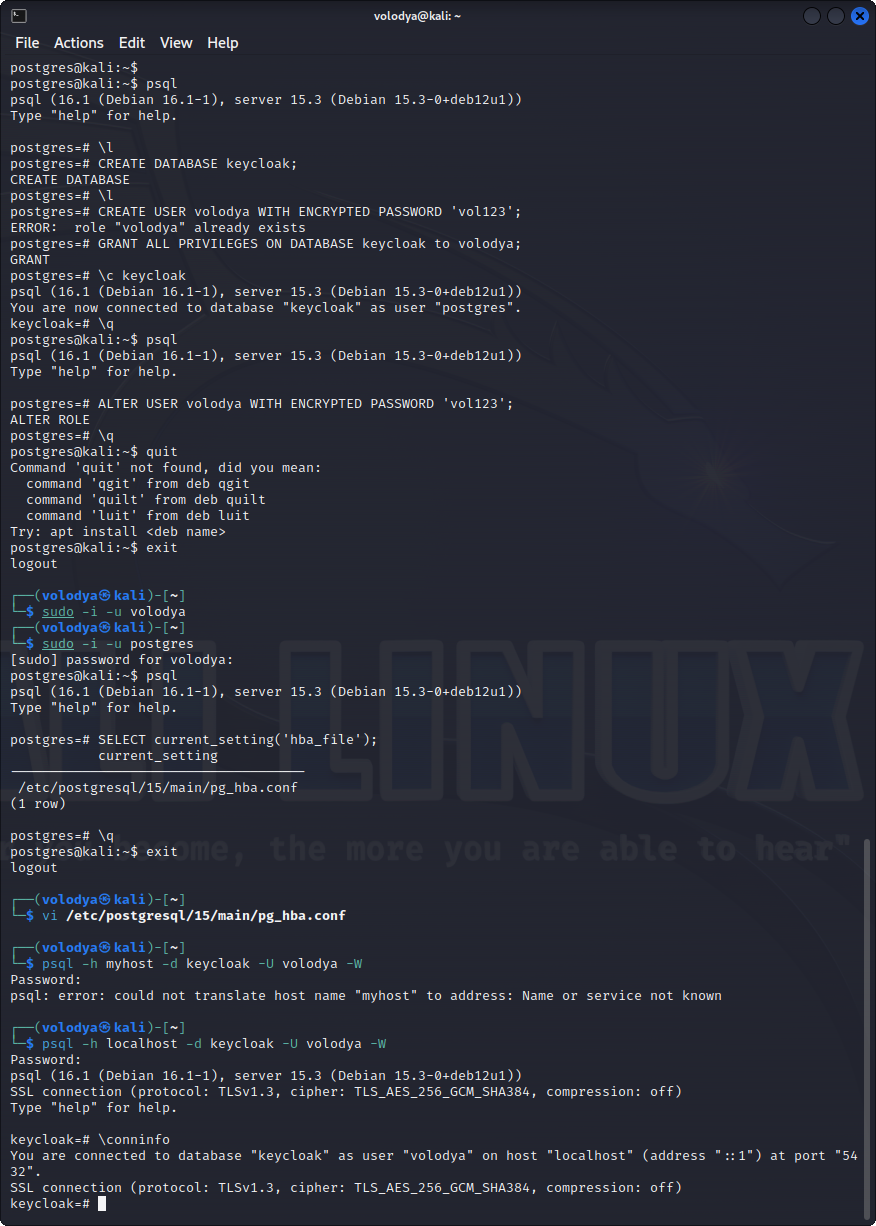 volodya@kali: ~
File Actions Edit View Help
postgres@kali:~$
postgres@kali:~$ psql
psql (16.1 (Debian 16.1-1), server 15.3 (Debian 15.3-0+deb12u1))
Type "help" for help.
postgres=# \l
postgres=# CREATE DATABASE keycloak;
CREATE DATABASE
postgres=# \l
postgres=# CREATE USER volodya WITH ENCRYPTED PASSWORD 'vol123';
ERROR:  role "volodya" already exists
postgres=# GRANT ALL PRIVILEGES ON DATABASE keycloak to volodya;
GRANT
postgres=# \c keycloak
psql (16.1 (Debian 16.1-1), server 15.3 (Debian 15.3-0+deb12u1))
You are now connected to database "keycloak" as user "postgres".
keycloak=# \q
postgres@kali:~$ psql
psql (16.1 (Debian 16.1-1), server 15.3 (Debian 15.3-0+deb12u1))
Type "help" for help.
postgres=# ALTER USER volodya WITH ENCRYPTED PASSWORD 'vol123';
ALTER ROLE
postgres=# \q
postgres@kali:~$ quit
Command 'quit' not found, did you mean:
  command 'qgit' from deb qgit
  command 'quilt' from deb quilt
  command 'luit' from deb luit
Try: apt install <deb name>
postgres@kali:~$ exit
logout
┌──(volodya㉿kali)-[~]
└─$ sudo -i -u volodya
┌──(volodya㉿kali)-[~]
└─$ sudo -i -u postgres
[sudo] password for volodya:
postgres@kali:~$ psql
psql (16.1 (Debian 16.1-1), server 15.3 (Debian 15.3-0+deb12u1))
Type "help" for help.
postgres=# SELECT current_setting('hba_file');
           current_setting
 /etc/postgresql/15/main/pg_hba.conf
(1 row)
postgres=# \q
postgres@kali:~$ exit
logout
┌──(volodya㉿kali)-[~]
└─$ vi /etc/postgresql/15/main/pg_hba.conf
┌──(volodya㉿kali)-[~]
└─$ psql -h myhost -d keycloak -U volodya -W
Password:
psql: error: could not translate host name "myhost" to address: Name or service not known
┌──(volodya㉿kali)-[~]
└─$ psql -h localhost -d keycloak -U volodya -W
Password:
psql (16.1 (Debian 16.1-1), server 15.3 (Debian 15.3-0+deb12u1))
SSL connection (protocol: TLSv1.3, cipher: TLS_AES_256_GCM_SHA384, compression: off)
Type "help" for help.
keycloak=# \conninfo
You are connected to database "keycloak" as user "volodya" on host "localhost" (address "::1") at port "54
32".
SSL connection (protocol: TLSv1.3, cipher: TLS_AES_256_GCM_SHA384, compression: off)
keycloak=#
LINUX
become, the more you are able to hear"